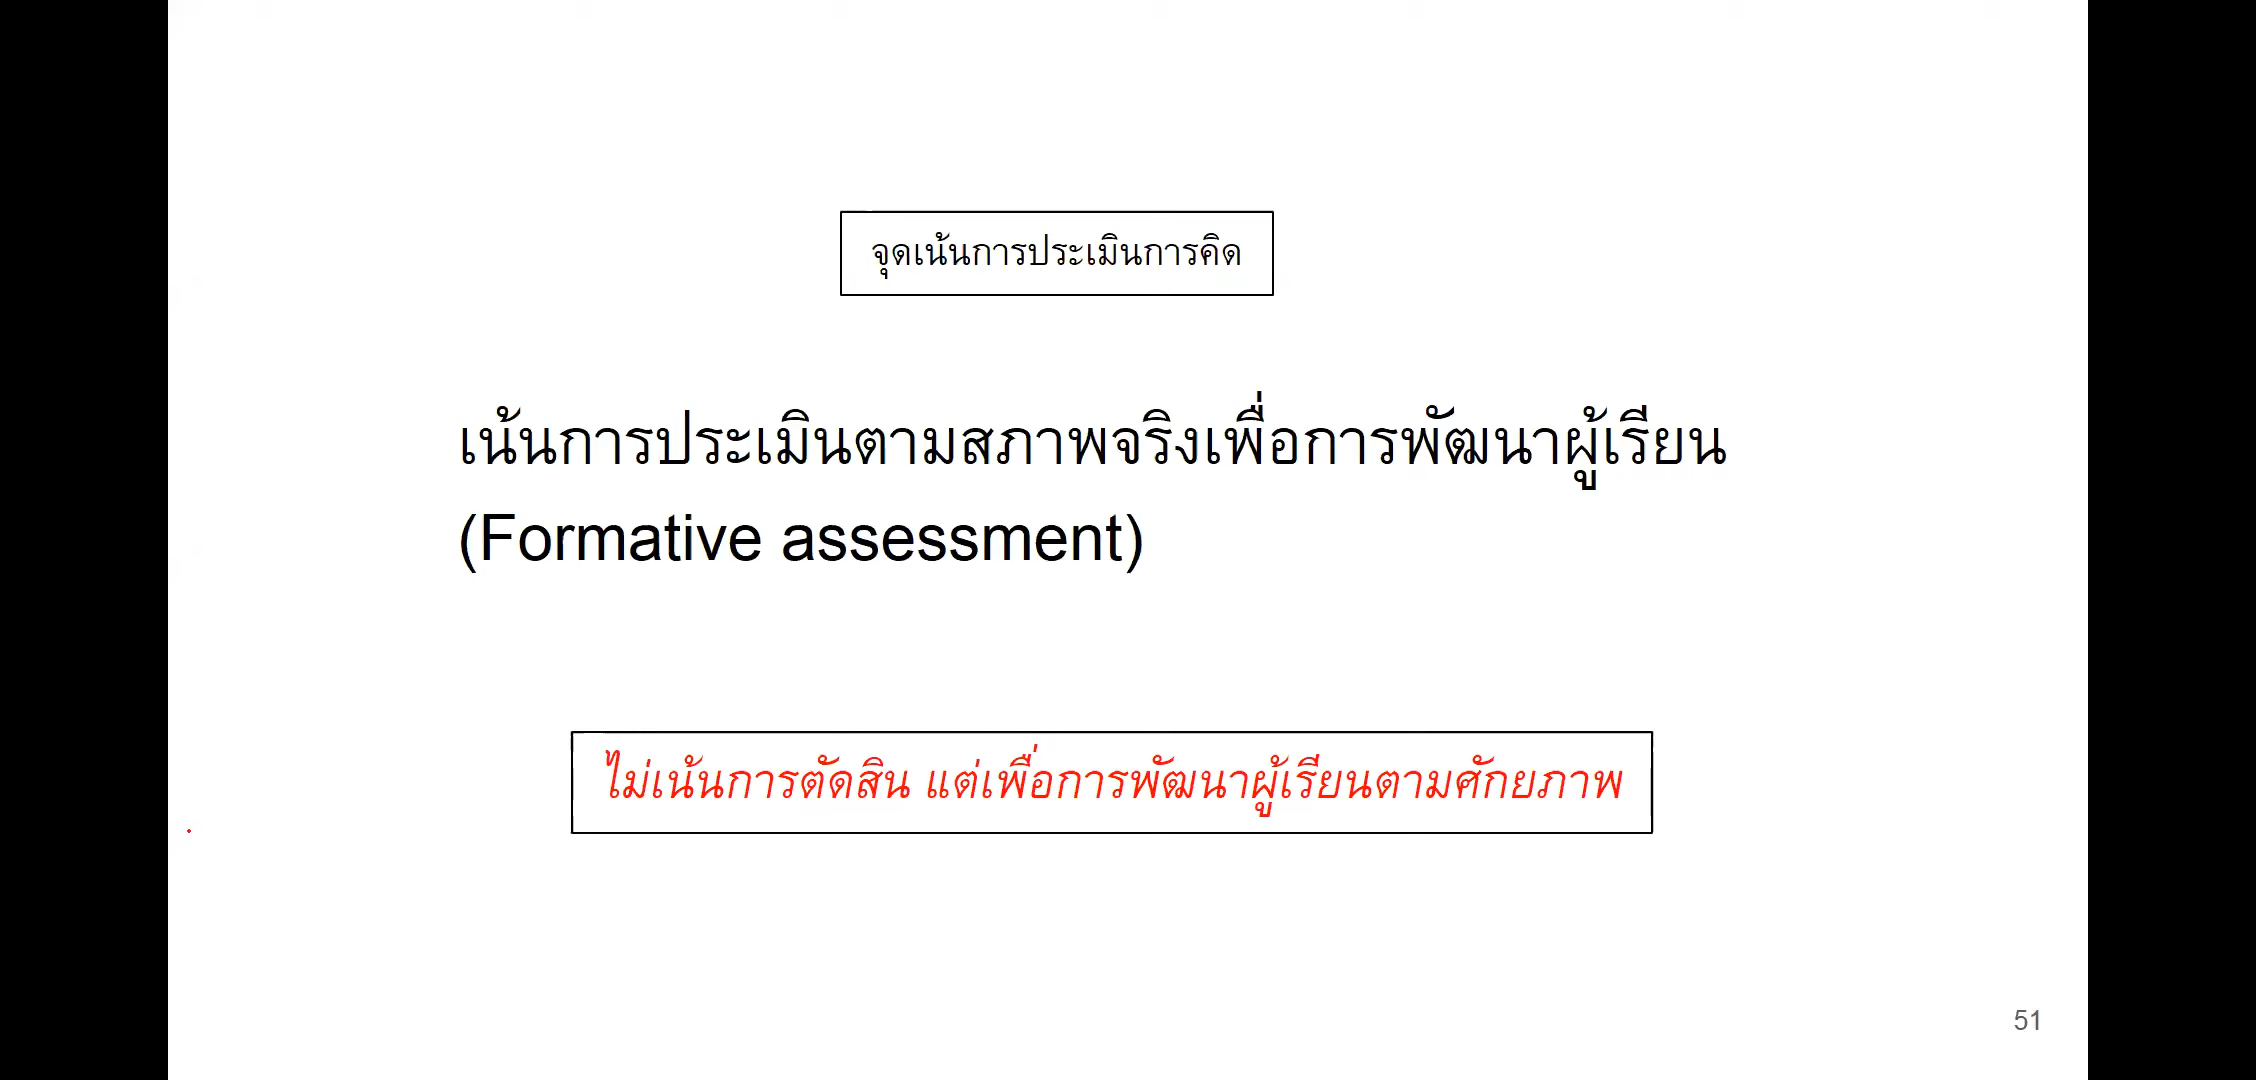 จุดเน้นการประเมินการคิด
เน้นการประเมินตามสภาพจริงเพื่อการพัฒนาผู้เรียน
(Formative assessment)
ไม่เน้นการตัดสิน แต่เพื่อการพัฒนาผู้เรียนตามศักยภาพ
51